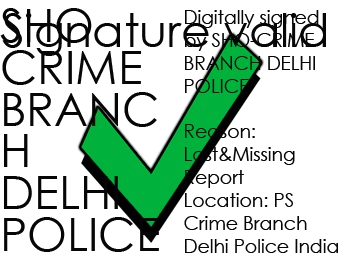 Signature valid
SHO
CRIME
BRANC
H
DELHI
POLICE
Digitally signed
by SHO-CRIME
BRANCH DELHI
POLICE
Reason:
Lost&Missing
Report
Location: PS
Crime Branch
Delhi Police India